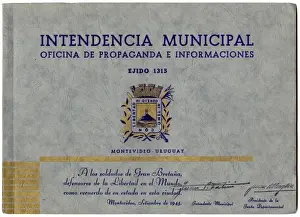 INTENDENCIA MUNICIPAL
OFICINA DE PROPAGANDA E INFORMACIONES
EJIDO 1315
MONTEVIDEO URUGUAY
A los soldados de Gran Bretaña,
defensores de la Libertad en el Mundo,
como recuerdo de su estada en esta ciudad.
Montevideo, Setiembre de 1942.
Intendente Municipal
Presidente de la
Junta Departamental